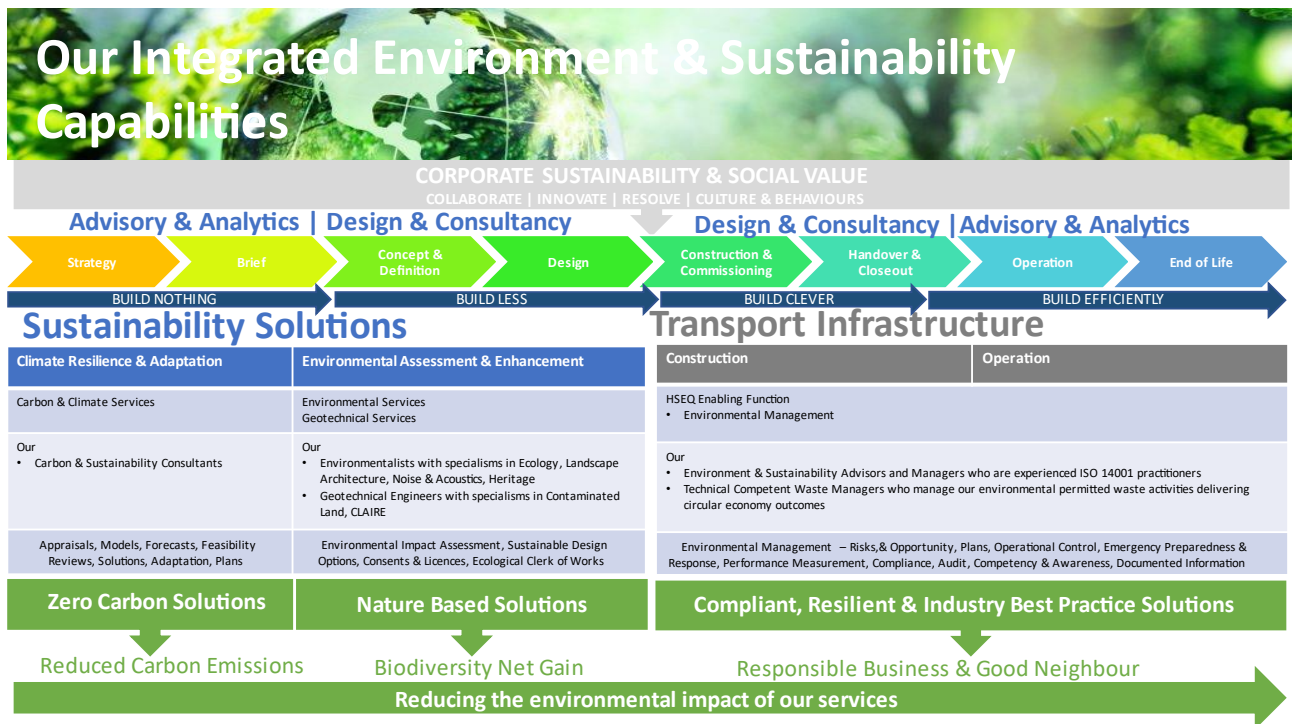 Our Integrated Environment & Sustainability
Capabilities
CORPORATE SUSTAINABILITY & SOCIAL VALUE
COLLABORATE | INNOVATE | RESOLVE | CULTURE & BEHAVIOURS
Advisory & Analytics | Design & Consultancy
Design & Consultancy |Advisory & Analytics
Strategy
Brief
Concept &
Definition
Design
Construction &
Commissioning
Handover &
Closeout
Operation
End of Life
BUILD NOTHING
BUILD LESS
BUILD CLEVER
BUILD EFFICIENTLY
Sustainability Solutions
Climate Resilience & Adaptation
Environmental Assessment & Enhancement
Carbon & Climate Services
Environmental Services
Geotechnical Services
Our
• Carbon & Sustainability Consultants
Our
• Environmentalists with specialisms in Ecology, Landscape
Architecture, Noise & Acoustics, Heritage
• Geotechnical Engineers with specialisms in Contaminated
Land, CLAIRE
Appraisals, Models, Forecasts, Feasibility
Reviews, Solutions, Adaptation, Plans
Environmental Impact Assessment, Sustainable Design
Options, Consents & Licences, Ecological Clerk of Works
Transport Infrastructure
Construction
Operation
HSEQ Enabling Function
• Environmental Management
Our
• Environment & Sustainability Advisors and Managers who are experienced ISO 14001 practitioners
• Technical Competent Waste Managers who manage our environmental permitted waste activities delivering
circular economy outcomes
Environmental Management – Risks,& Opportunity, Plans, Operational Control, Emergency Preparedness &
Response, Performance Measurement, Compliance, Audit, Competency & Awareness, Documented Information
Zero Carbon Solutions
Nature Based Solutions
Compliant, Resilient & Industry Best Practice Solutions
Reduced Carbon Emissions
Biodiversity Net Gain
Responsible Business & Good Neighbour
Reducing the environmental impact of our services